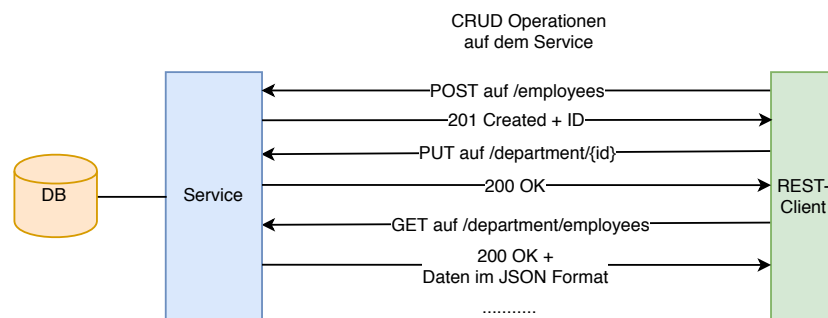 CRUD Operationen
auf dem Service
POST auf /employees
201 Created + ID
PUT auf /department/{id}
DB
Service
200 OK
REST-
Client
GET auf /department/employees
200 OK +
Daten im JSON Format
...........